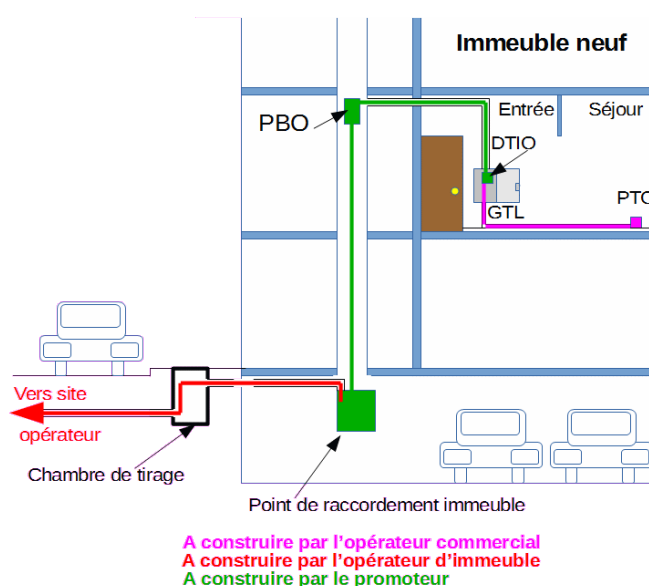 Immeuble neuf
PBO
Entrée
Séjour
DTIO
GTL
PTO
Vers site
opérateur
Chambre de tirage
Point de raccordement immeuble
A construire par l'opérateur commercial
A construire par l'opérateur d'immeuble
A construire par le promoteur